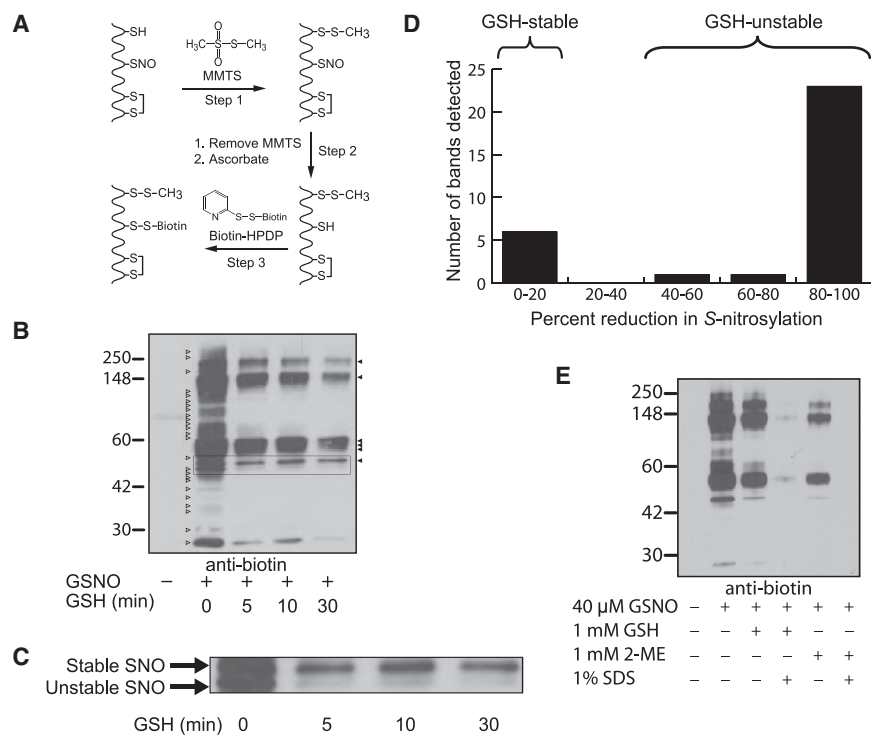 A
SH
SNO
S
S
O
H₃C-S-S-CH₃
O
MMTS
Step 1
S-S-CH3
SNO
S
S
1. Remove MMTS
2. Ascorbate
Step 2
S-S-CH3
S-S-Biotin
S
S
N
S-S-Biotin
Biotin-HPDP
Step 3
S-S-CH3
SH
S
S
B
250
148
60
42
30
anti-biotin
GSNO – + + + +
GSH (min) 0 5 10 30
C
Stable SNO
Unstable SNO
GSH (min) 0 5 10 30
D
GSH-stable
GSH-unstable
Number of bands detected
25
20
15
10
5
0
0-20 20-40 40-60 60-80 80-100
Percent reduction in S-nitrosylation
E
250
148
60
42
30
anti-biotin
40 µM GSNO – + + + + +
1 mM GSH – – + + – –
1 mM 2-ME – – – – + +
1% SDS – – – + – +